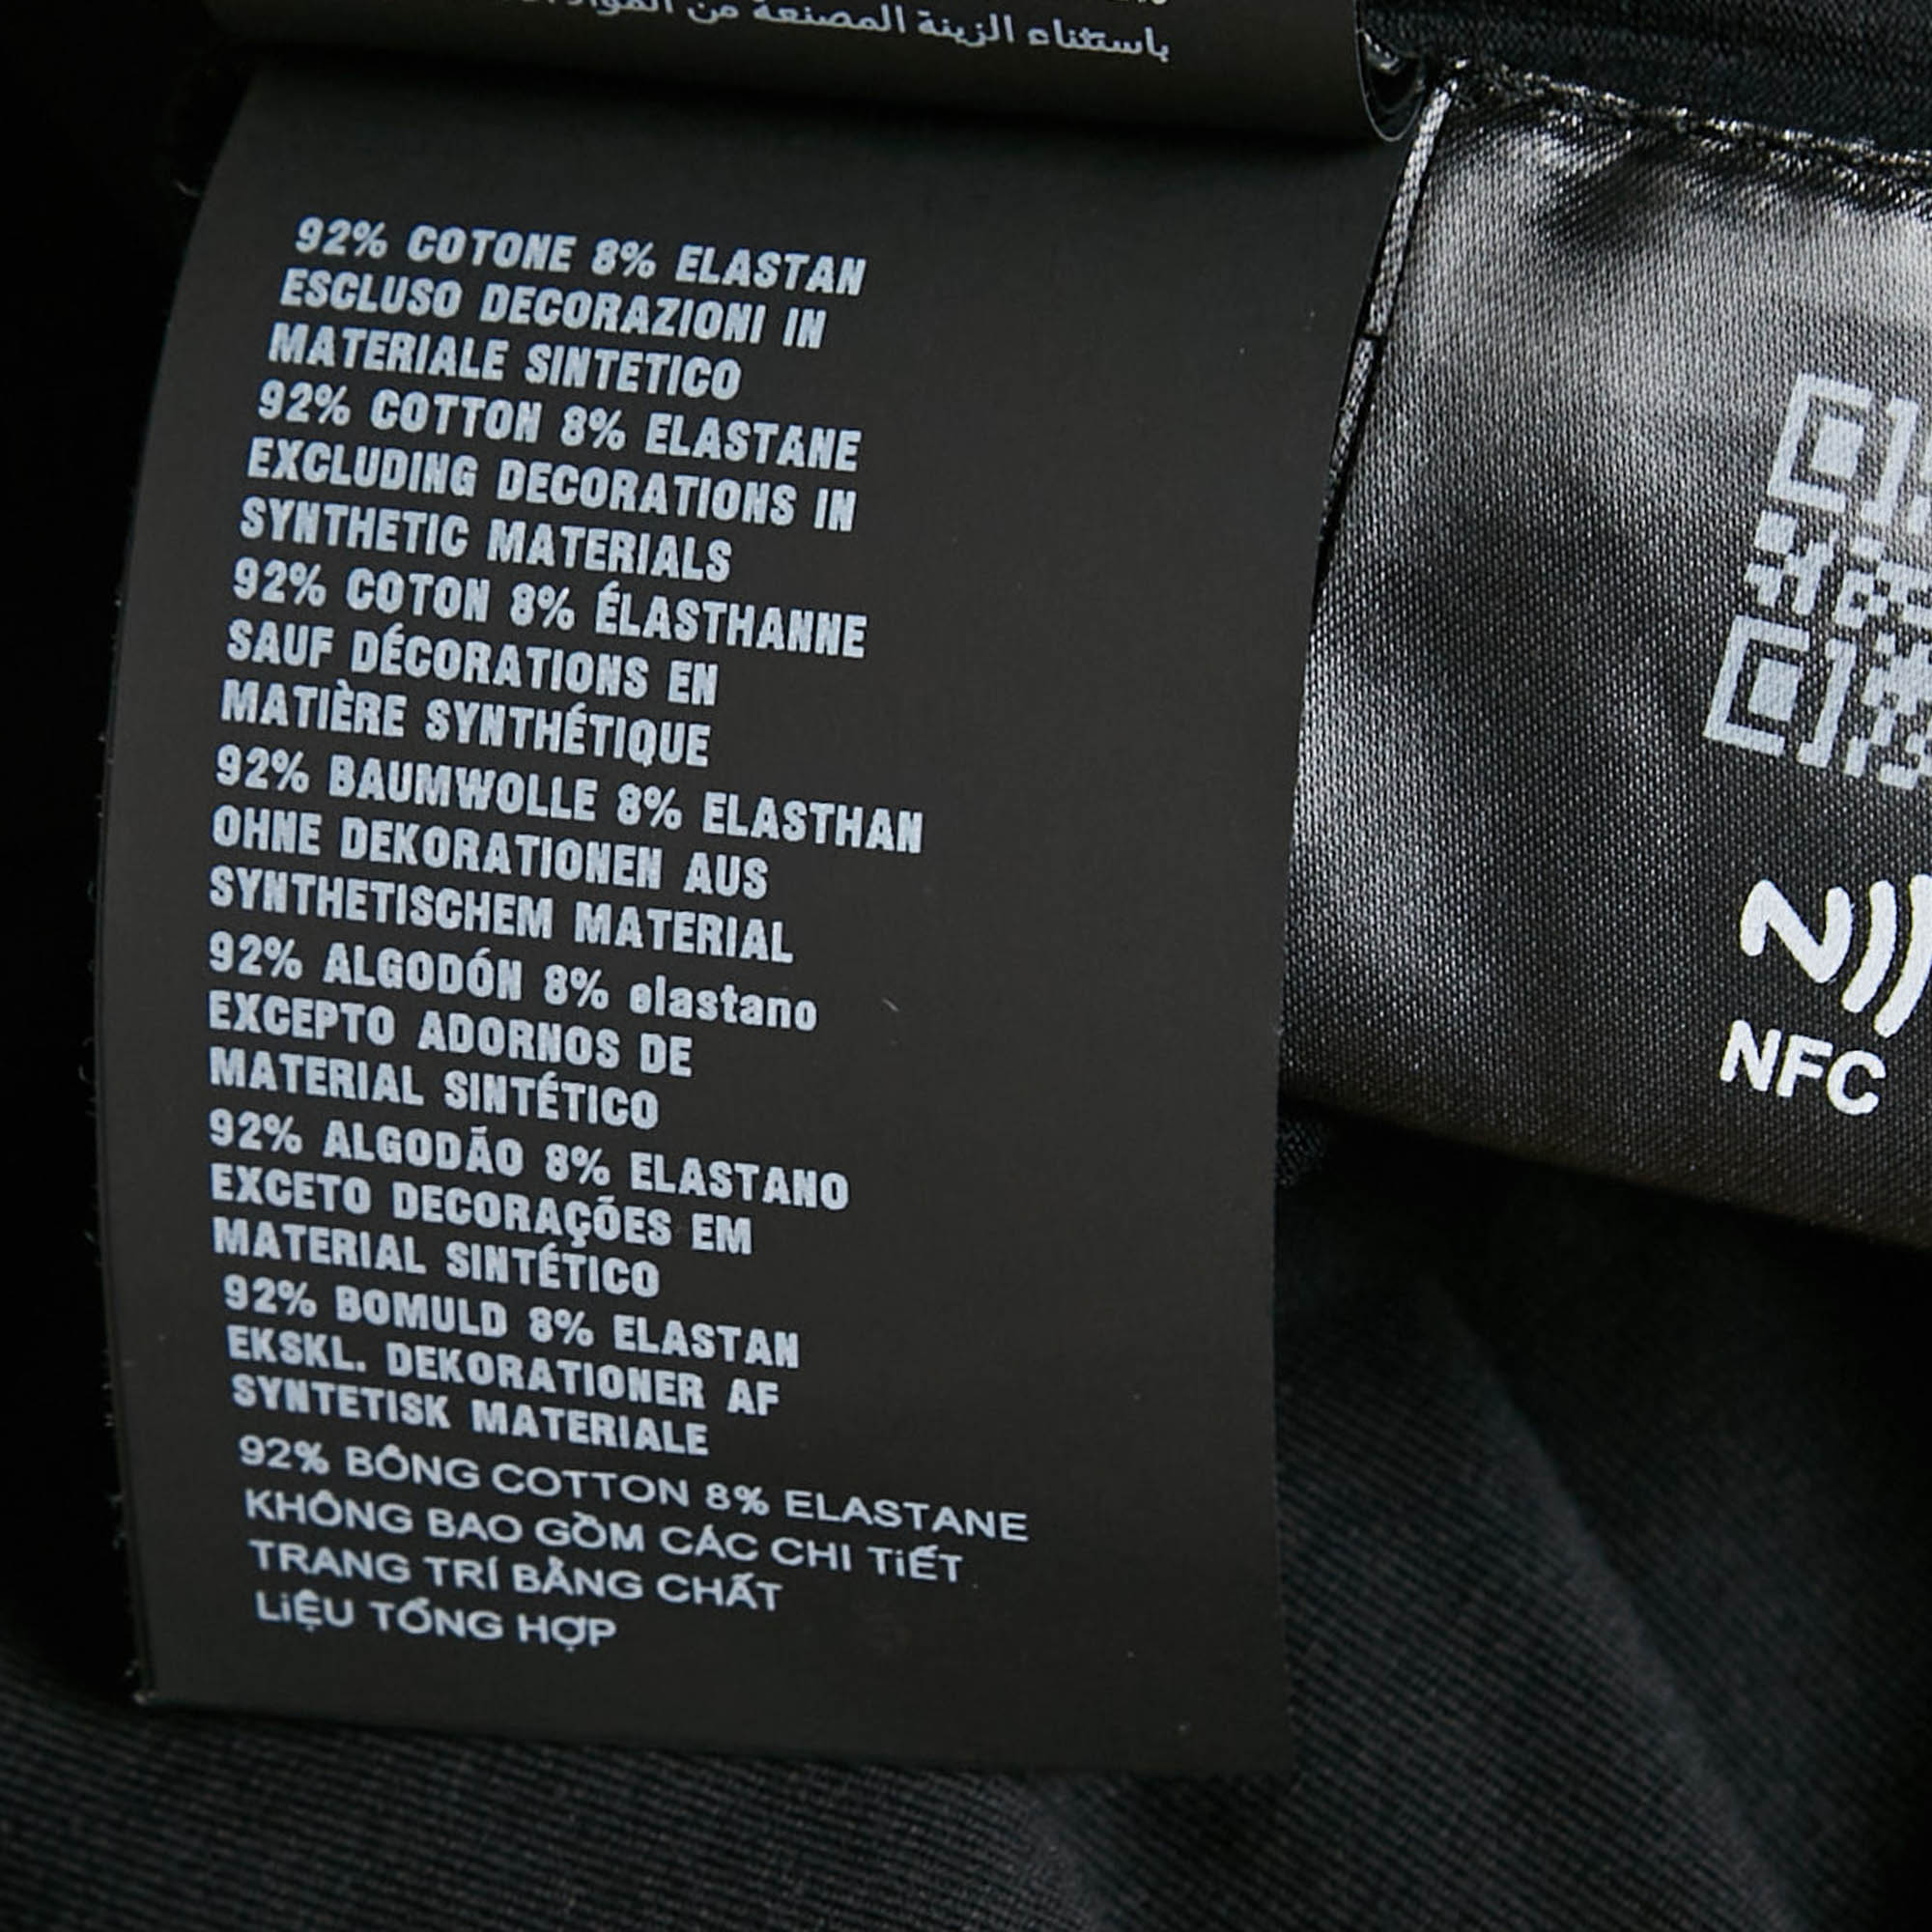 باستثناء الزينة المصنعة من المواد
92% COTONE 8% ELASTAN
ESCLUSO DECORAZIONI IN
MATERIALE SINTETICO
92% COTTON 8% ELASTANE
EXCLUDING DECORATIONS IN
SYNTHETIC MATERIALS
92% COTON 8% ÉLASTHANNE
SAUF DÉCORATIONS EN
MATIÈRE SYNTHÉTIQUE
92% BAUMWOLLE 8% ELASTHAN
OHNE DEKORATIONEN AUS
SYNTHETISCHEM MATERIAL
92% ALGODÓN 8% elastano
EXCEPTO ADORNOS DE
MATERIAL SINTÉTICO
92% ALGODÃO 8% ELASTANO
EXCETO DECORAÇÕES EM
MATERIAL SINTÉTICO
92% BOMULD 8% ELASTAN
EKSKL. DEKORATIONER AF
SYNTETISK MATERIALE
92% BÔNG COTTON 8% ELASTANE
KHÔNG BAO GỒM CÁC CHI TiẾT
TRANG TRÍ BẰNG CHẤT
LiỆU TỔNG HỢP
NFC